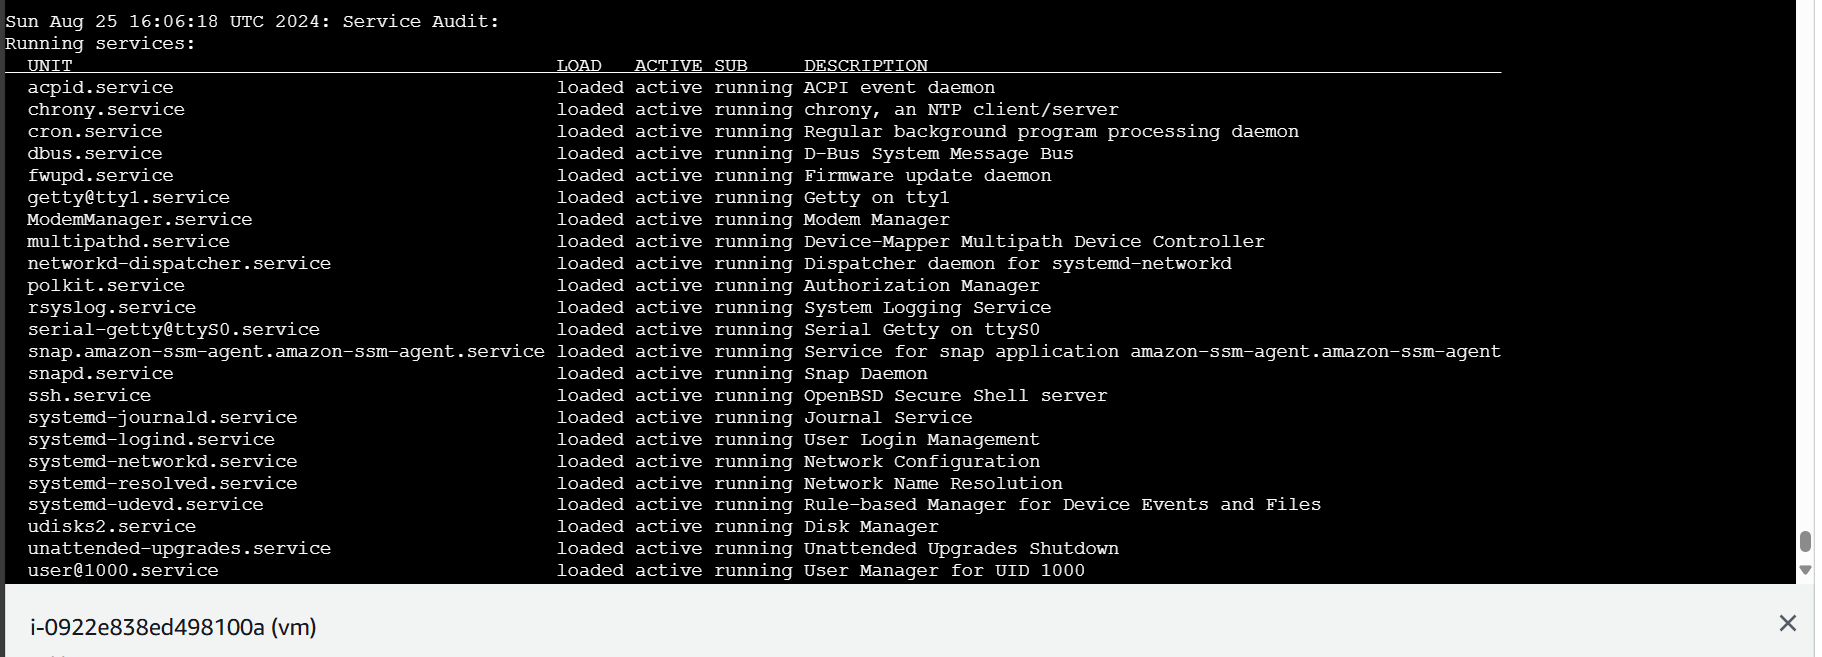 Sun Aug 25 16:06:18 UTC 2024: Service Audit:
Running services:
  UNIT                                           LOAD   ACTIVE SUB     DESCRIPTION
  acpid.service                                  loaded active running ACPI event daemon
  chrony.service                                 loaded active running chrony, an NTP client/server
  cron.service                                   loaded active running Regular background program processing daemon
  dbus.service                                   loaded active running D-Bus System Message Bus
  fwupd.service                                  loaded active running Firmware update daemon
  getty@tty1.service                             loaded active running Getty on tty1
  ModemManager.service                           loaded active running Modem Manager
  multipathd.service                             loaded active running Device-Mapper Multipath Device Controller
  networkd-dispatcher.service                    loaded active running Dispatcher daemon for systemd-networkd
  polkit.service                                 loaded active running Authorization Manager
  rsyslog.service                                loaded active running System Logging Service
  serial-getty@ttyS0.service                     loaded active running Serial Getty on ttyS0
  snap.amazon-ssm-agent.amazon-ssm-agent.service loaded active running Service for snap application amazon-ssm-agent.amazon-ssm-agent
  snapd.service                                  loaded active running Snap Daemon
  ssh.service                                    loaded active running OpenBSD Secure Shell server
  systemd-journald.service                       loaded active running Journal Service
  systemd-logind.service                         loaded active running User Login Management
  systemd-networkd.service                       loaded active running Network Configuration
  systemd-resolved.service                       loaded active running Network Name Resolution
  systemd-udevd.service                          loaded active running Rule-based Manager for Device Events and Files
  udisks2.service                                loaded active running Disk Manager
  unattended-upgrades.service                    loaded active running Unattended Upgrades Shutdown
  user@1000.service                              loaded active running User Manager for UID 1000
i-0922e838ed498100a (vm)